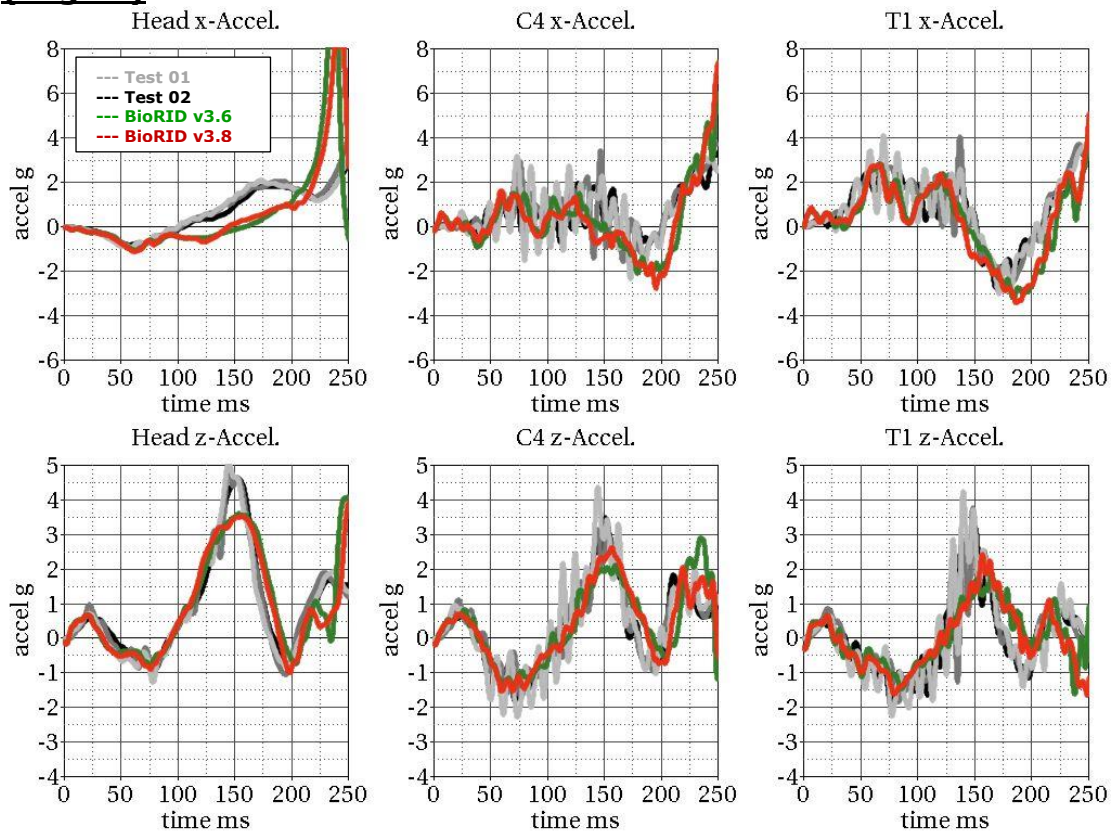 Head x-Accel.
C4 x-Accel.
T1 x-Accel.
accel g
8
6
4
2
0
-2
-4
-6
--- Test 01
--- Test 02
--- BioRID v3.6
--- BioRID v3.8
0 50 100 150 200 250
time ms
accel g
8
6
4
2
0
-2
-4
-6
0 50 100 150 200 250
time ms
accel g
8
6
4
2
0
-2
-4
-6
0 50 100 150 200 250
time ms
Head z-Accel.
C4 z-Accel.
T1 z-Accel.
accel g
5
4
3
2
1
0
-1
-2
-3
-4
0 50 100 150 200 250
time ms
accel g
5
4
3
2
1
0
-1
-2
-3
-4
0 50 100 150 200 250
time ms
accel g
5
4
3
2
1
0
-1
-2
-3
-4
0 50 100 150 200 250
time ms